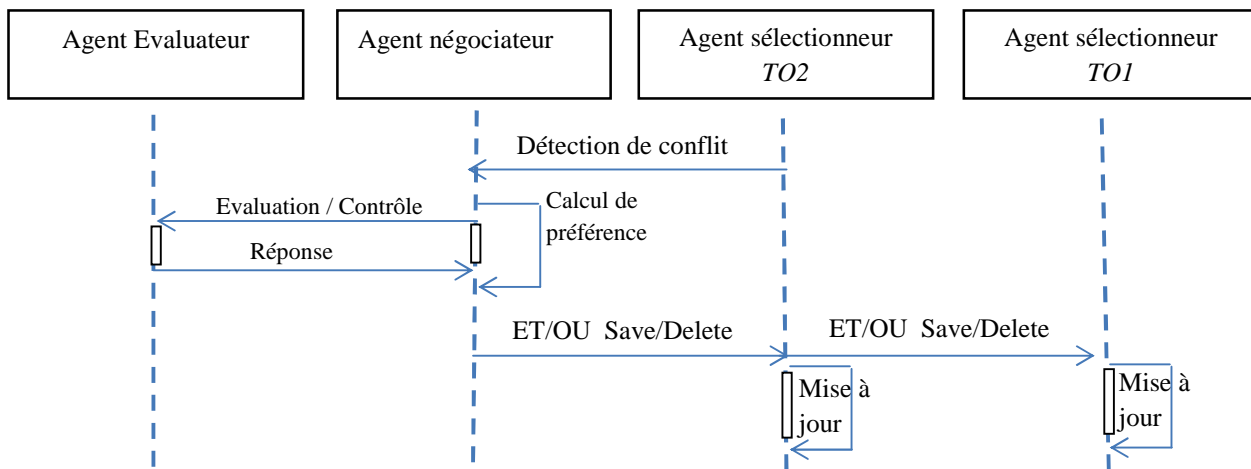 Agent Evaluateur
Agent négociateur
Agent sélectionneur
TO2
Agent sélectionneur
TO1
Détection de conflit
Evaluation / Contrôle
Calcul de
préférence
Réponse
ET/OU Save/Delete
ET/OU Save/Delete
Mise à
jour
Mise à
jour